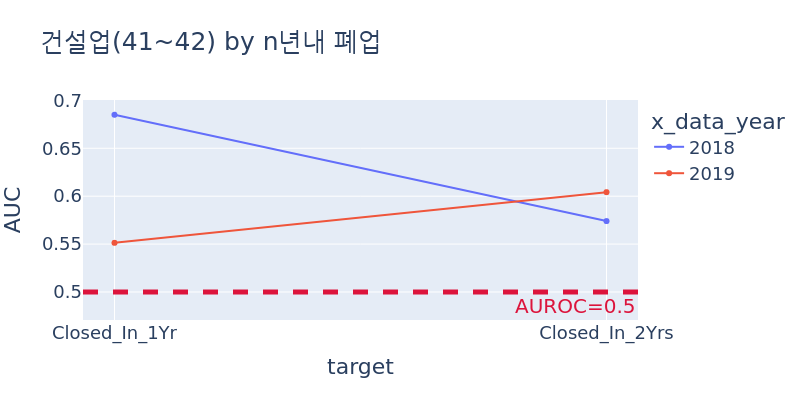 건설업(41~42) by n년내 폐업
x_data_year
2018
2019
AUC
0.7
0.65
0.6
0.55
0.5
AUROC=0.5
Closed_In_1Yr
Closed_In_2Yrs
target